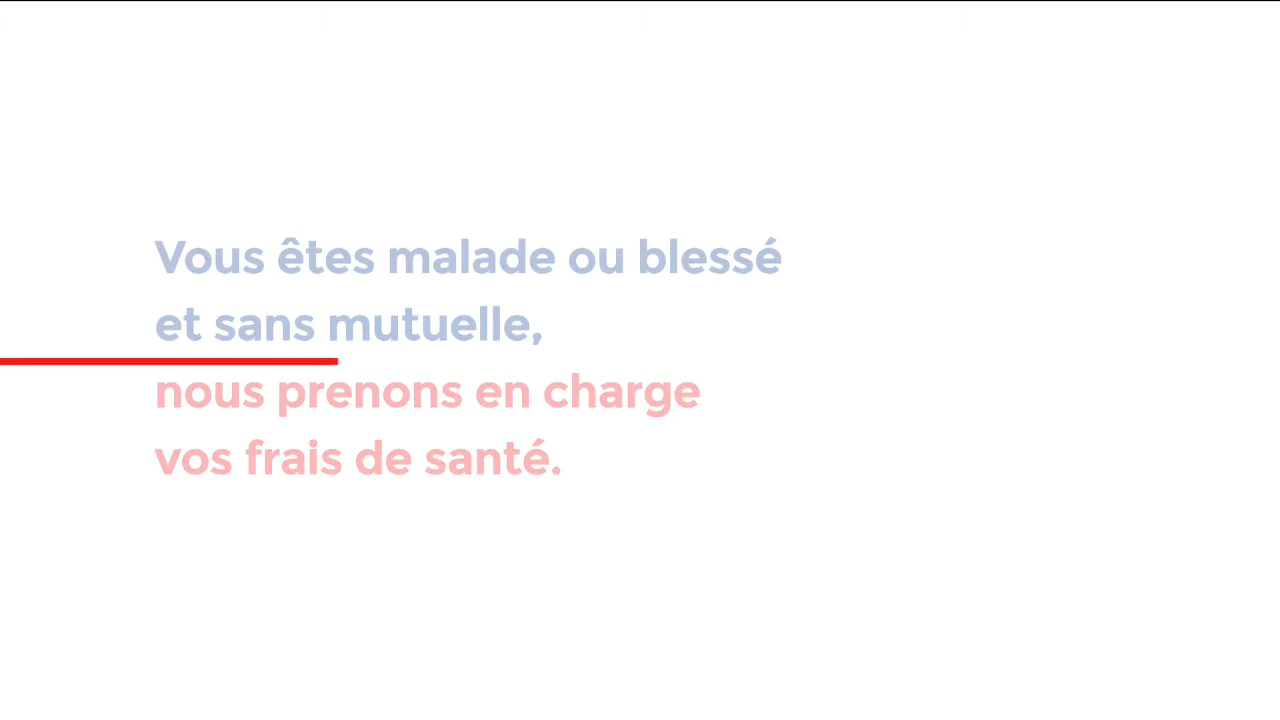 Vous êtes malade ou blessé
et sans mutuelle,
nous prenons en charge
vos frais de santé.